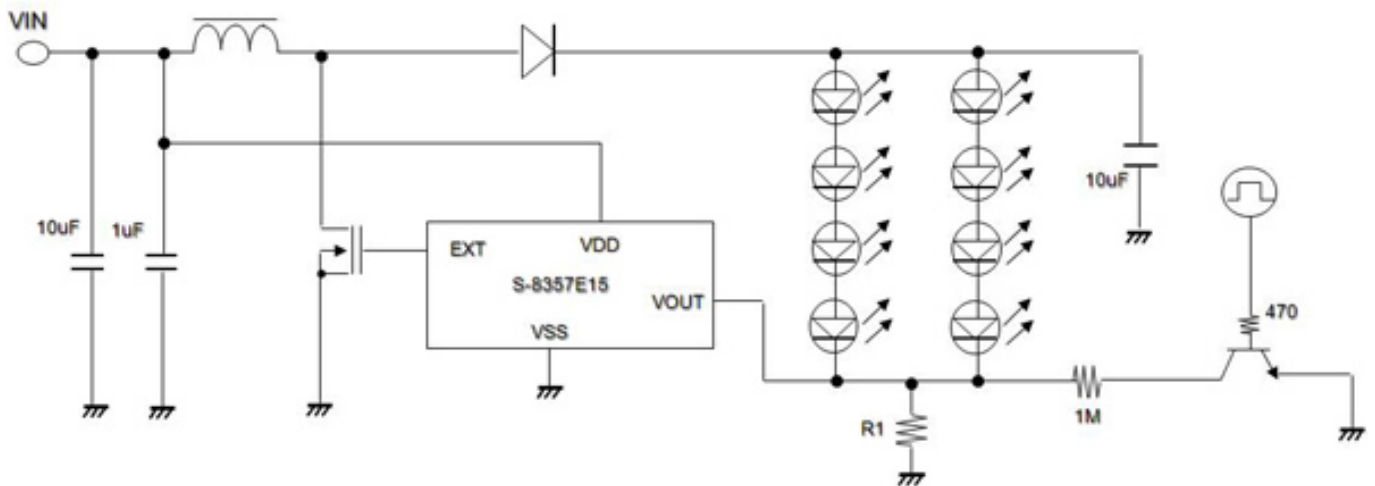 VIN
10uF
1uF
EXT
VDD
S-8357E15
VOUT
VSS
10uF
470
R1
1M